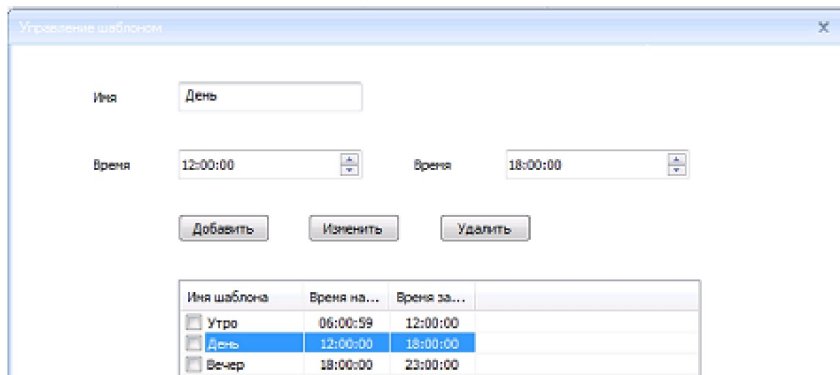 Управление шаблоном
Имя День
Время 12:00:00 Время 18:00:00
Добавить Изменить Удалить
Имя шаблона Время на... Время за...
Утро 06:00:59 12:00:00
День 12:00:00 18:00:00
Вечер 18:00:00 23:00:00